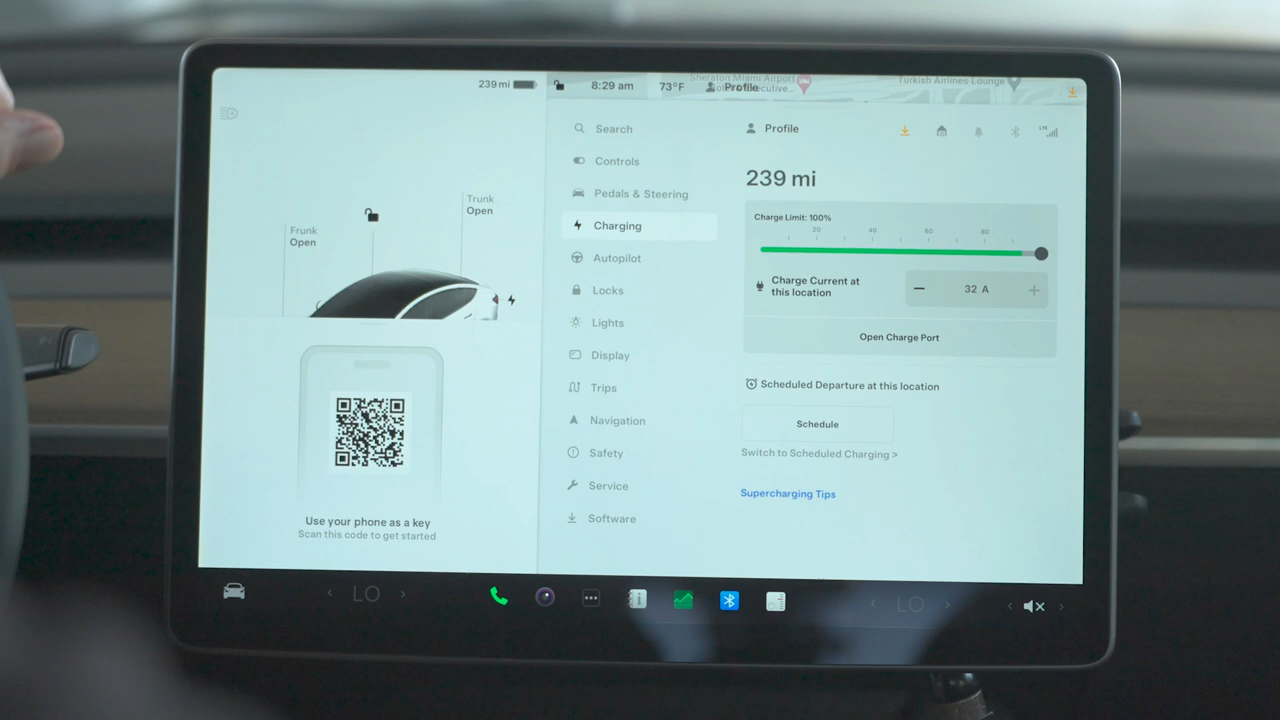 239 mi
8:29 am
73°F
Profile
Sheraton Miami Airport
Turkish Airlines Lounge
Trunk
Open
Frunk
Open
Use your phone as a key
Scan this code to get started
Search
Controls
Pedals & Steering
Charging
Autopilot
Locks
Lights
Display
Trips
Navigation
Safety
Service
Software
Profile
LTE
239 mi
Charge Limit: 100%
20 40 60 80
Charge Current at
this location
32 A
Open Charge Port
Scheduled Departure at this location
Schedule
Switch to Scheduled Charging >
Supercharging Tips
LO
LO